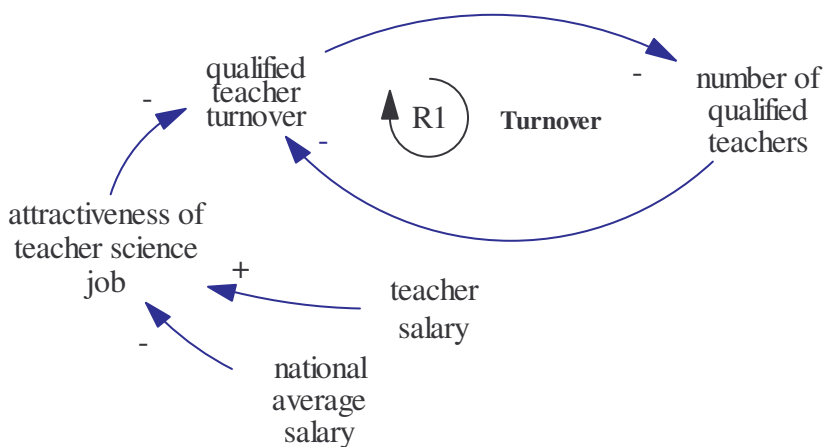 qualified
teacher
turnover
-
-
R1
Turnover
-
-
number of
qualified
teachers
attractiveness of
teacher science
job
+
teacher
salary
-
national
average
salary